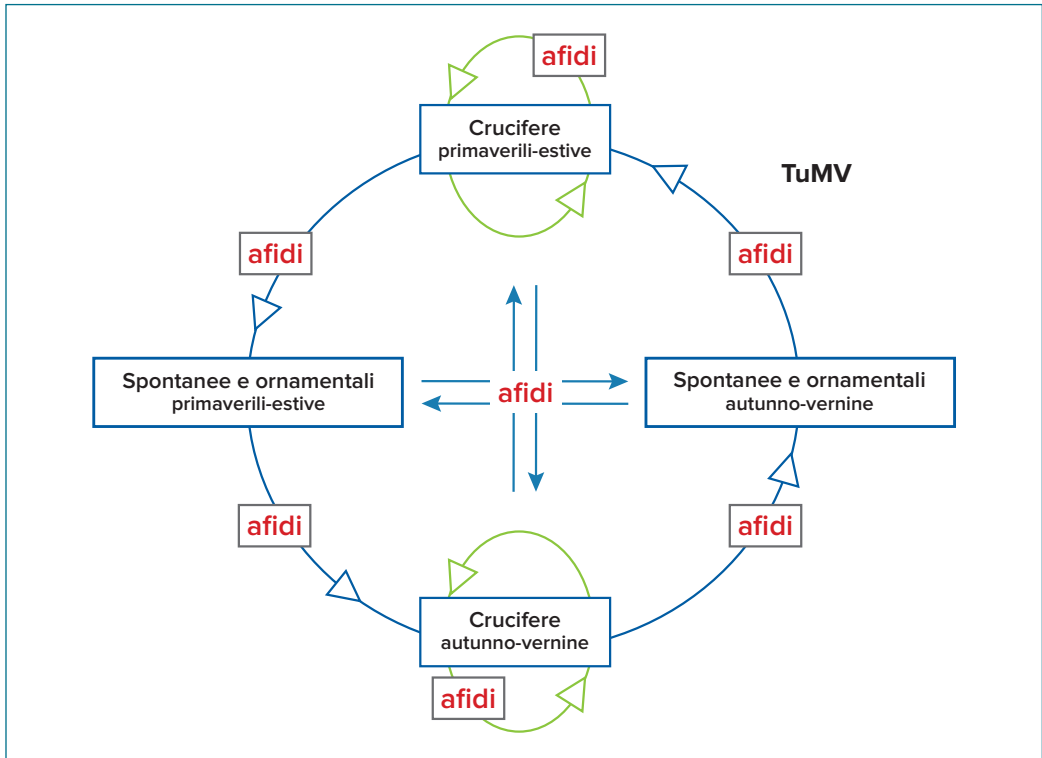 afidi
Crucifere
primaverili-estive
TuMV
afidi
afidi
Spontanee e ornamentali
primaverili-estive
afidi
Spontanee e ornamentali
autunno-vernine
afidi
afidi
Crucifere
autunno-vernine
afidi